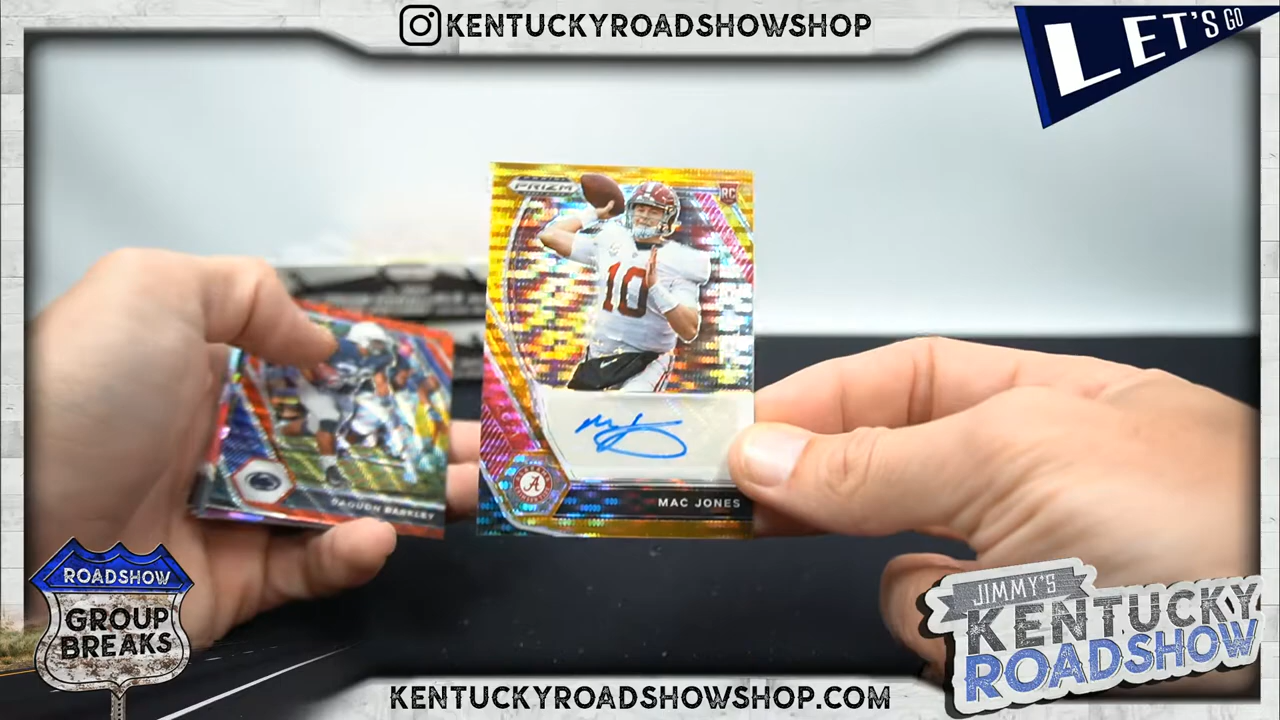 KENTUCKYROADSHOWSHOP
LET'S GO
PRIZM
RC
10
A
MAC JONES
SAQUON BARKLEY
ROADSHOW
GROUP
BREAKS
JIMMY'S
KENTUCKY
ROADSHOW
KENTUCKYROADSHOWSHOP.COM